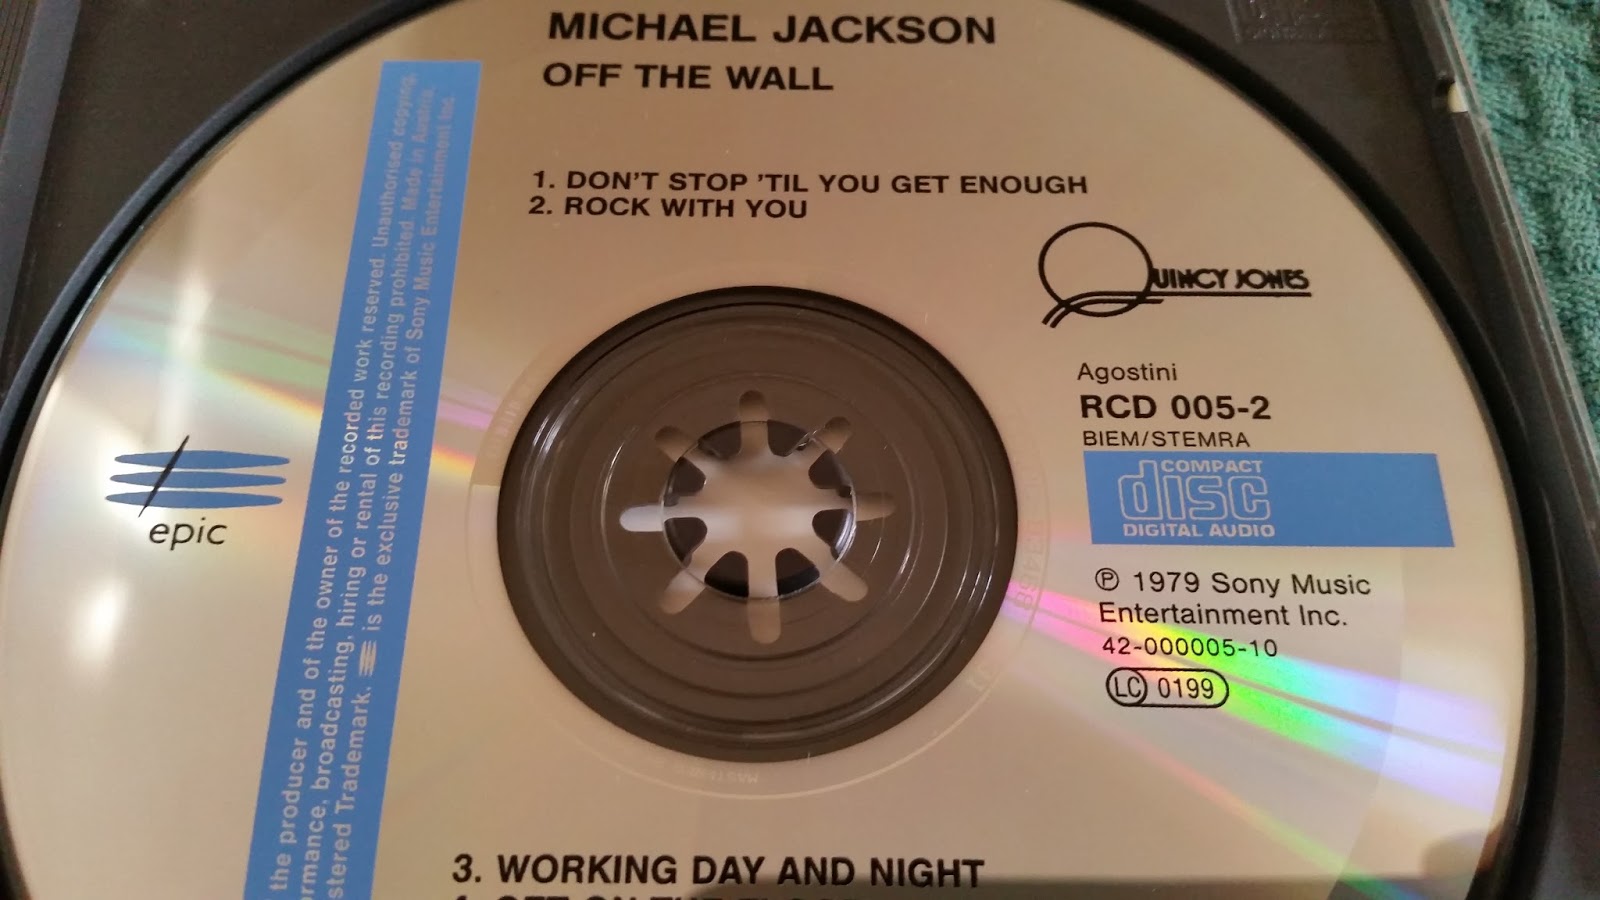 MICHAEL JACKSON
OFF THE WALL
1. DON'T STOP 'TIL YOU GET ENOUGH
2. ROCK WITH YOU
QUINCY JONES
Agostini
RCD 005-2
BIEM/STEMRA
COMPACT
disc
DIGITAL AUDIO
℗ 1979 Sony Music
Entertainment Inc.
42-000005-10
LC 0199
epic
the producer and of the owner of the recorded work reserved. Unauthorised copying,
ormance, broadcasting, hiring or rental of this recording prohibited. Made in Austria.
stered Trademark. is the exclusive trademark of Sony Music Entertainment Inc.
3. WORKING DAY AND NIGHT